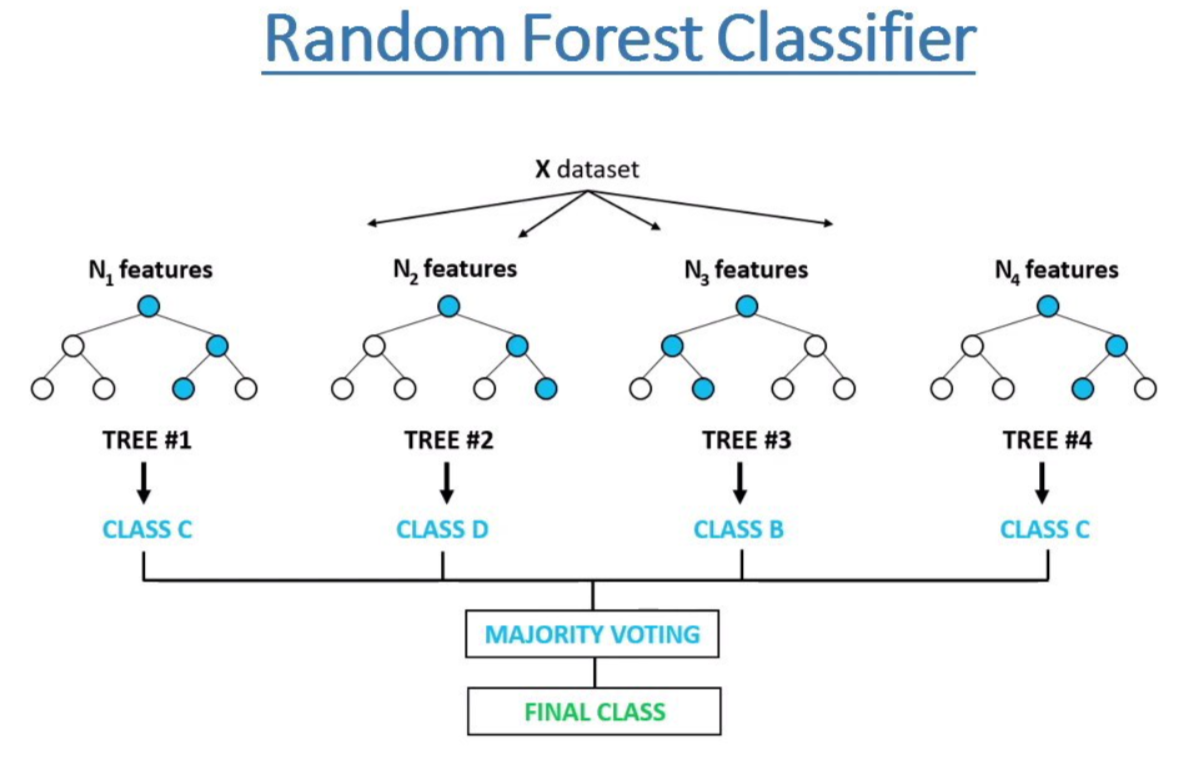 Random Forest Classifier
X dataset
N₁ features
N₂ features
N₃ features
N₄ features
TREE #1
TREE #2
TREE #3
TREE #4
CLASS C
CLASS D
CLASS B
CLASS C
MAJORITY VOTING
FINAL CLASS